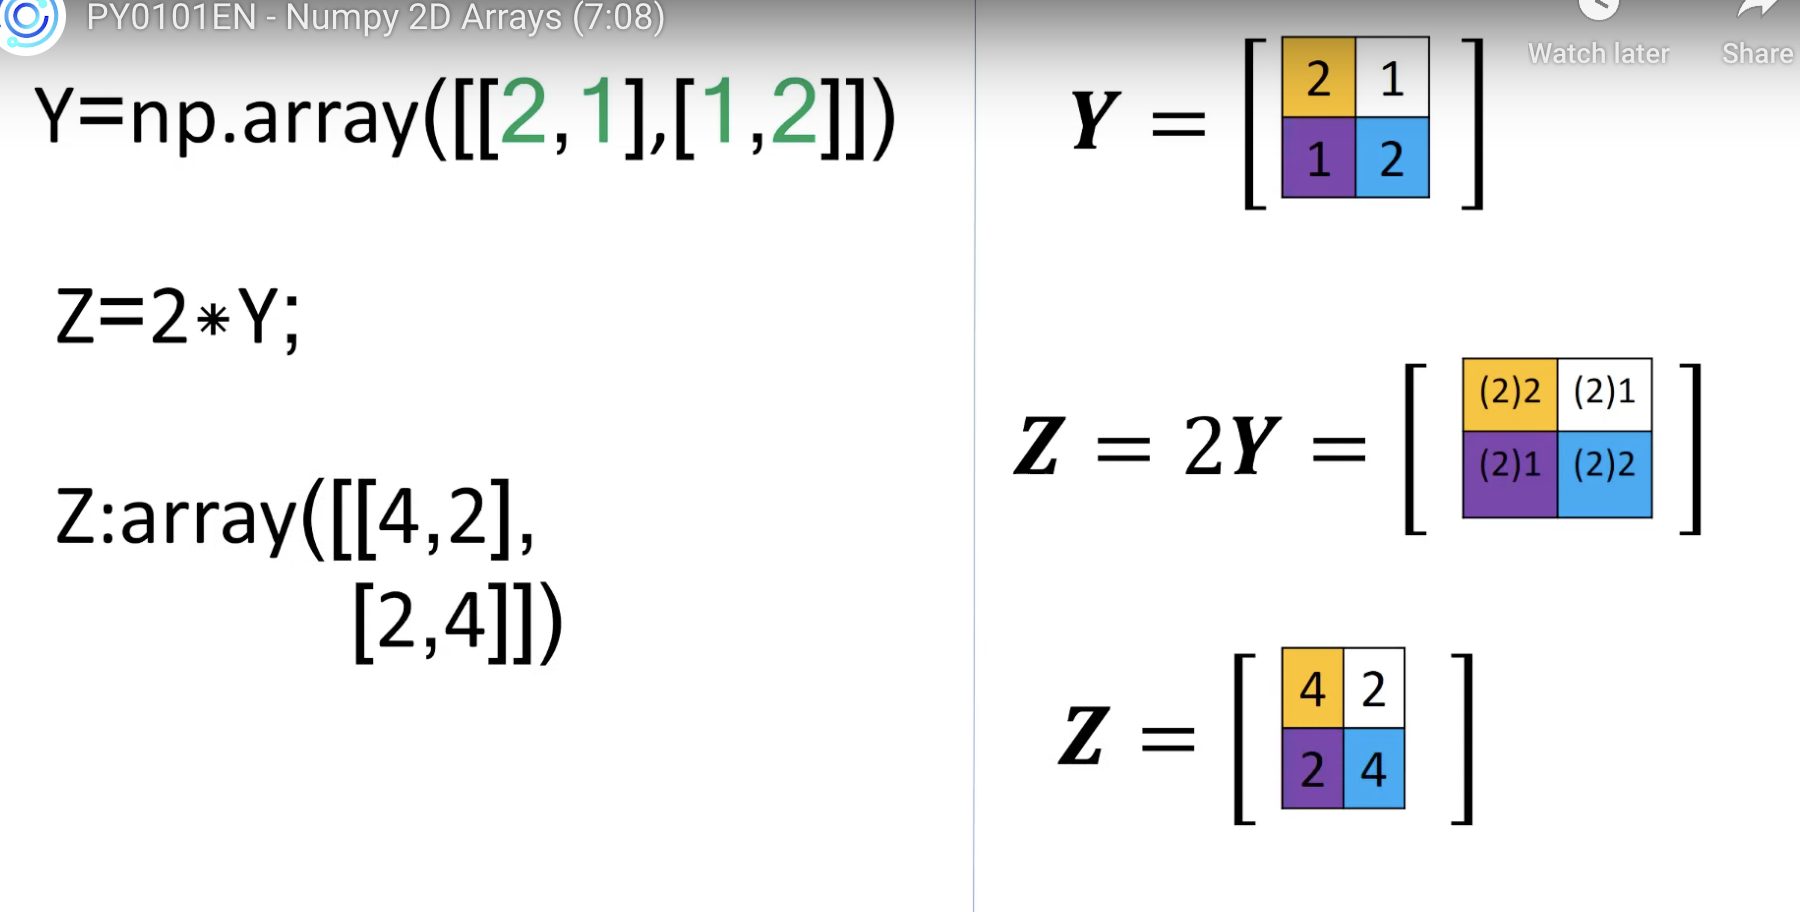 PY0101EN - Numpy 2D Arrays (7:08)
Watch later
Share
Y=np.array([[2,1],[1,2]])
Z=2*Y;
Z:array([[4,2],
[2,4]])
Y = [ 2 1
1 2 ]
Z = 2Y = [ (2)2 (2)1
(2)1 (2)2 ]
Z = [ 4 2
2 4 ]